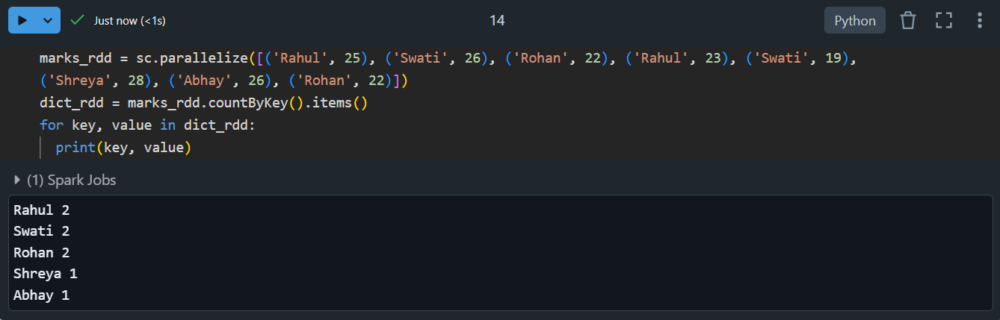 Just now (<1s)
14
Python
marks_rdd = sc.parallelize([('Rahul', 25), ('Swati', 26), ('Rohan', 22), ('Rahul', 23), ('Swati', 19),
('Shreya', 28), ('Abhay', 26), ('Rohan', 22)])
dict_rdd = marks_rdd.countByKey().items()
for key, value in dict_rdd:
  print(key, value)
(1) Spark Jobs
Rahul 2
Swati 2
Rohan 2
Shreya 1
Abhay 1